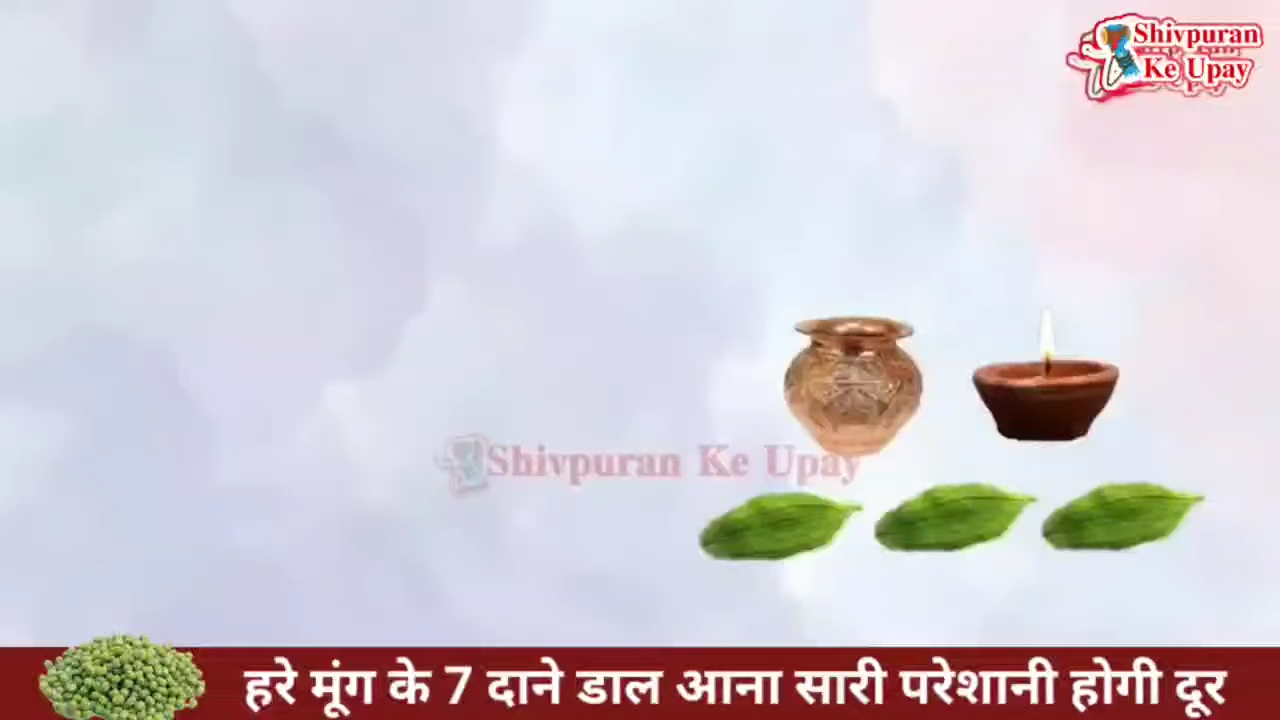 Shivpuran
Ke Upay
Shivpuran Ke Upay
हरे मूंग के 7 दाने डाल आना सारी परेशानी होगी दूर